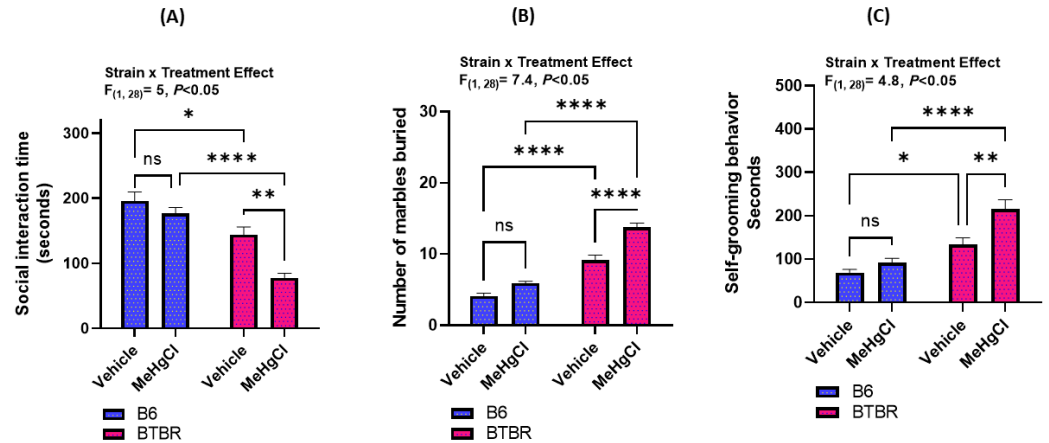 (A)
Strain x Treatment Effect
F(1, 28)= 5, P<0.05
Social interaction time
(seconds)
300
200
100
0
*
ns
****
**
Vehicle
MeHgCl
Vehicle
MeHgCl
B6
BTBR
(B)
Strain x Treatment Effect
F(1, 28)= 7.4, P<0.05
Number of marbles buried
30
20
10
0
****
****
ns
****
Vehicle
MeHgCl
Vehicle
MeHgCl
B6
BTBR
(C)
Strain x Treatment Effect
F(1, 28)= 4.8, P<0.05
Self-grooming behavior
Seconds
500
400
300
200
100
0
****
*
**
ns
Vehicle
MeHgCl
Vehicle
MeHgCl
B6
BTBR